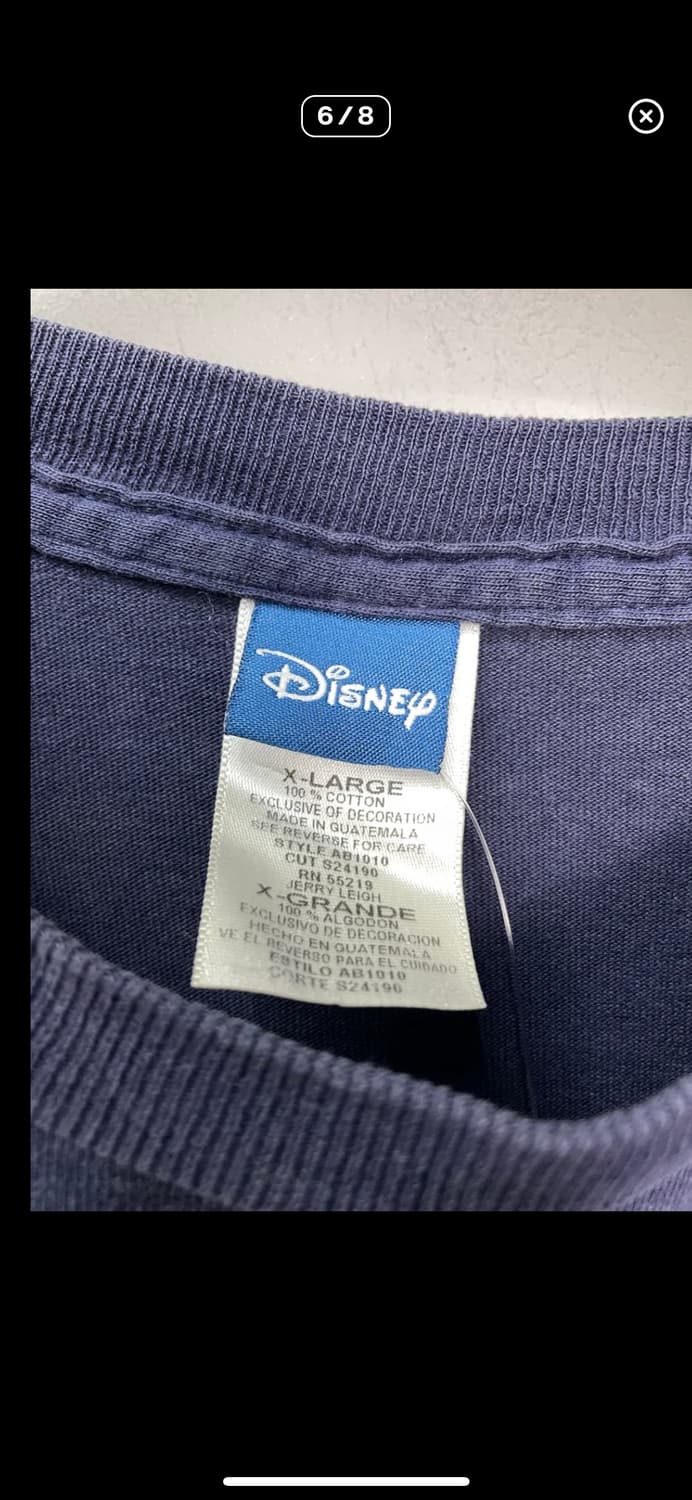 6/8
Disney
X-LARGE
100 % COTTON
EXCLUSIVE OF DECORATION
MADE IN GUATEMALA
SEE REVERSE FOR CARE
STYLE AB1010
CUT S24190
RN 55219
JERRY LEIGH
X-GRANDE
100 % ALGODON
EXCLUSIVO DE DECORACION
HECHO EN GUATEMALA
VE EL REVERSO PARA EL CUIDADO
ESTILO AB1010
CORTE S24190